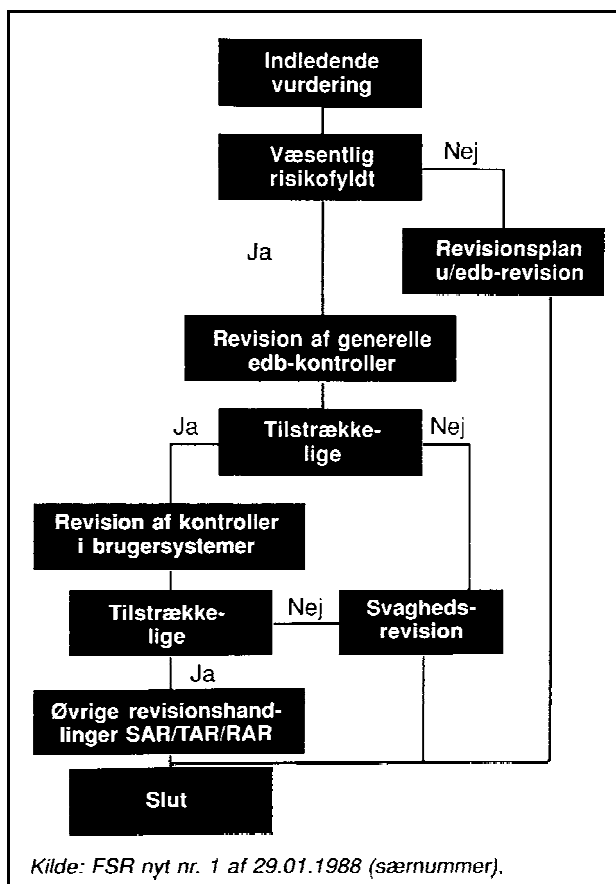 Indledende
vurdering
Væsentlig
risikofyldt
Nej
Ja
Revisionsplan
u/edb-revision
Revision af generelle
edb-kontroller
Ja
Tilstrække-
lige
Nej
Revision af kontroller
i brugersystemer
Tilstrække-
lige
Nej
Svagheds-
revision
Ja
Øvrige revisionshand-
linger SAR/TAR/RAR
Slut
Kilde: FSR nyt nr. 1 af 29.01.1988 (særnummer).